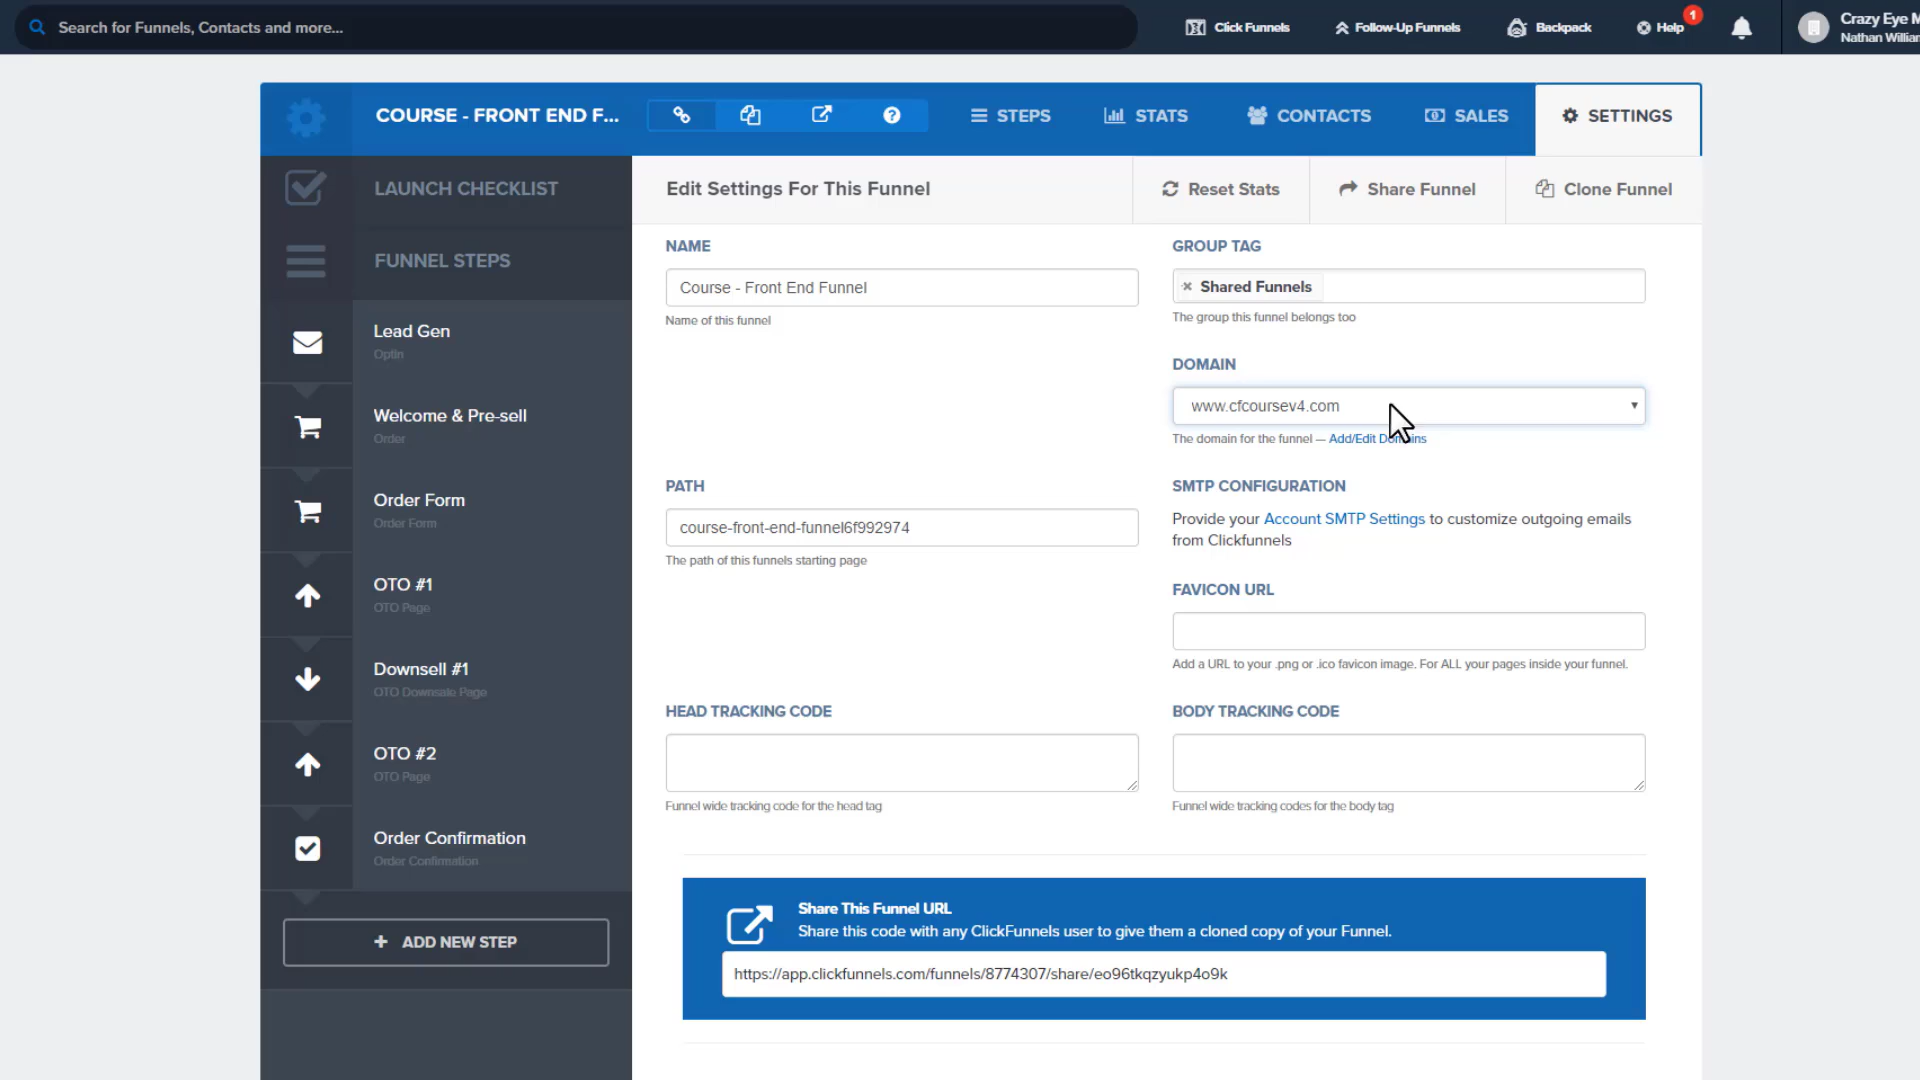 Search for Funnels, Contacts and more...
Click Funnels
Follow-Up Funnels
Backpack
Help
1
Crazy Eye M
Nathan William
COURSE - FRONT END F...
STEPS
STATS
CONTACTS
SALES
SETTINGS
LAUNCH CHECKLIST
FUNNEL STEPS
Lead Gen
Optin
Welcome & Pre-sell
Order
Order Form
Order Form
OTO #1
OTO Page
Downsell #1
OTO Downsale Page
OTO #2
OTO Page
Order Confirmation
Order Confirmation
+ ADD NEW STEP
Edit Settings For This Funnel
Reset Stats
Share Funnel
Clone Funnel
NAME
Course - Front End Funnel
Name of this funnel
GROUP TAG
× Shared Funnels
The group this funnel belongs too
DOMAIN
www.cfcoursev4.com
The domain for the funnel — Add/Edit Domains
PATH
course-front-end-funnel6f992974
The path of this funnels starting page
SMTP CONFIGURATION
Provide your Account SMTP Settings to customize outgoing emails
from Clickfunnels
FAVICON URL
Add a URL to your .png or .ico favicon image. For ALL your pages inside your funnel.
HEAD TRACKING CODE
Funnel wide tracking code for the head tag
BODY TRACKING CODE
Funnel wide tracking codes for the body tag
Share This Funnel URL
Share this code with any ClickFunnels user to give them a cloned copy of your Funnel.
https://app.clickfunnels.com/funnels/8774307/share/eo96tkqzyukp4o9k